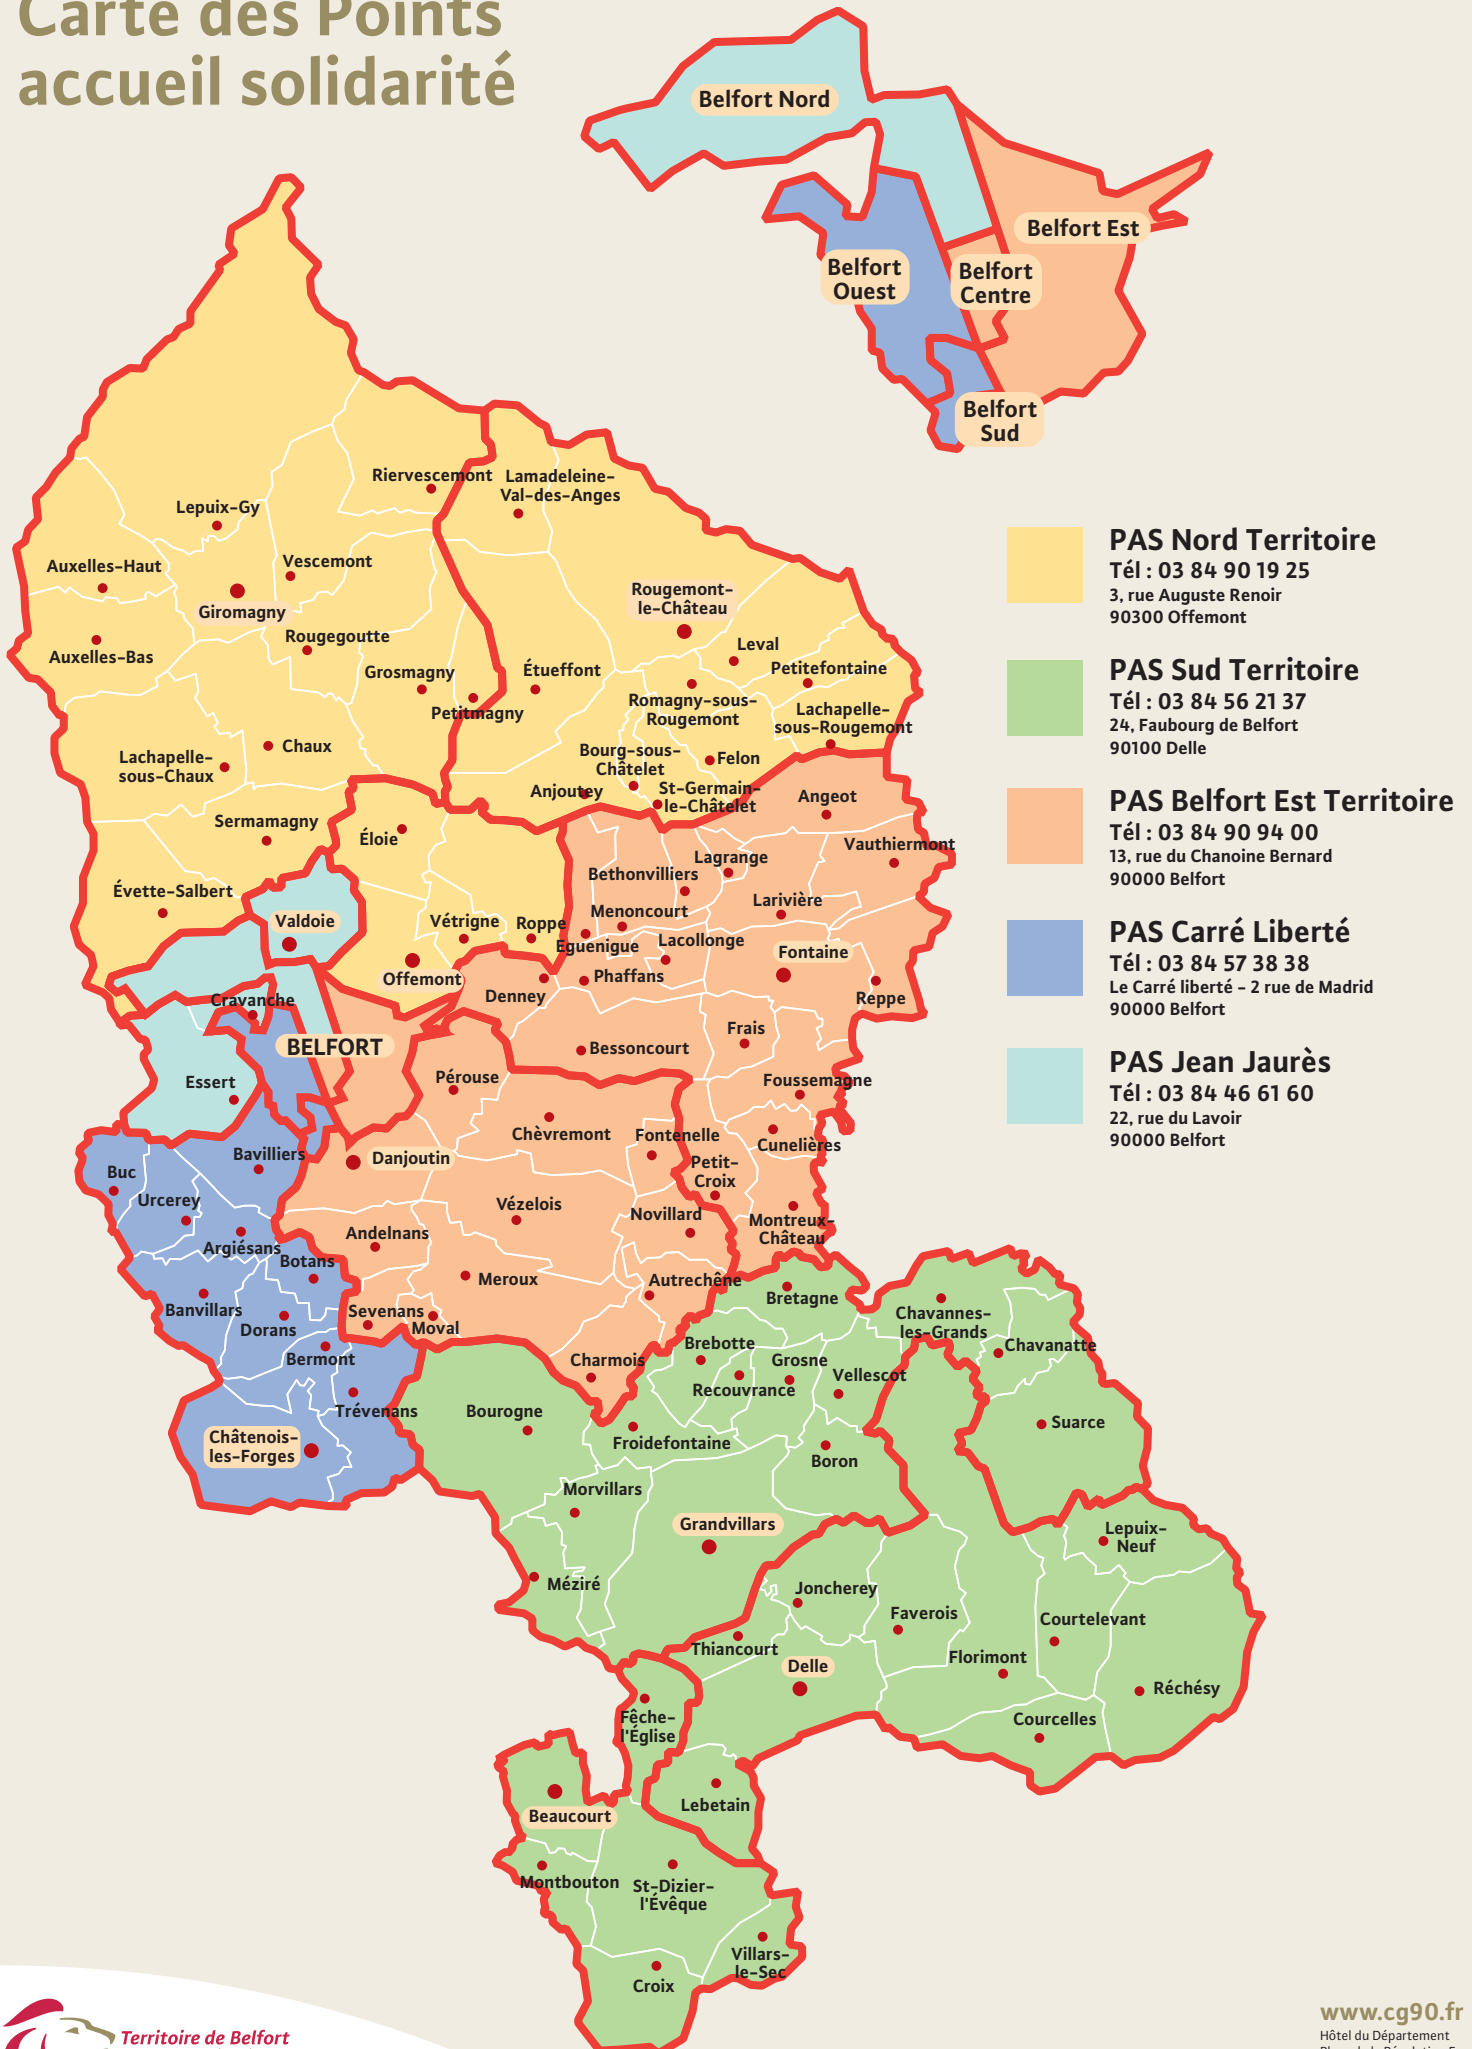 Carte des Points
accueil solidarité
Belfort Nord
Belfort Est
Belfort
Ouest
Belfort
Centre
Belfort
Sud
Riervescemont
Lamadeleine-
Val-des-Anges
Lepuix-Gy
Auxelles-Haut
Vescemont
Giromagny
Rougemont-
le-Château
Rougegoutte
Auxelles-Bas
Leval
Grosmagny
Étueffont
Petitefontaine
Petitmagny
Romagny-sous-
Rougemont
Lachapelle-
sous-Rougemont
Chaux
Lachapelle-
sous-Chaux
Bourg-sous-
Châtelet
Felon
Anjoutey
St-Germain-
le-Châtelet
Angeot
Sermamagny
Éloie
Vauthiermont
Lagrange
Bethonvilliers
Évette-Salbert
Larivière
Menoncourt
Valdoie
Vétrigne
Roppe
Eguenigue
Lacollonge
Fontaine
Offemont
Phaffans
Denney
Reppe
Cravanche
BELFORT
Frais
Bessoncourt
Essert
Pérouse
Foussemagne
Chèvremont
Fontenelle
Cunelières
Bavilliers
Danjoutin
Petit-
Croix
Buc
Urcerey
Vézelois
Novillard
Montreux-
Château
Andelnans
Argiésans
Botans
Meroux
Autrechêne
Bretagne
Banvillars
Dorans
Sevenans
Moval
Chavannes-
les-Grands
Chavanatte
Bermont
Charmois
Brebotte
Grosne
Recouvrance
Vellescot
Trévenans
Bourogne
Suarce
Châtenois-
les-Forges
Froidefontaine
Boron
Morvillars
Grandvillars
Lepuix-
Neuf
Méziré
Joncherey
Faverois
Courtelevant
Thiancourt
Delle
Florimont
Réchésy
Fêche-
l'Église
Courcelles
Beaucourt
Lebetain
Montbouton
St-Dizier-
l'Évêque
Villars-
le-Sec
Croix
PAS Nord Territoire
Tél : 03 84 90 19 25
3, rue Auguste Renoir
90300 Offemont
PAS Sud Territoire
Tél : 03 84 56 21 37
24, Faubourg de Belfort
90100 Delle
PAS Belfort Est Territoire
Tél : 03 84 90 94 00
13, rue du Chanoine Bernard
90000 Belfort
PAS Carré Liberté
Tél : 03 84 57 38 38
Le Carré liberté - 2 rue de Madrid
90000 Belfort
PAS Jean Jaurès
Tél : 03 84 46 61 60
22, rue du Lavoir
90000 Belfort
Territoire de Belfort
www.cg90.fr
Hôtel du Département